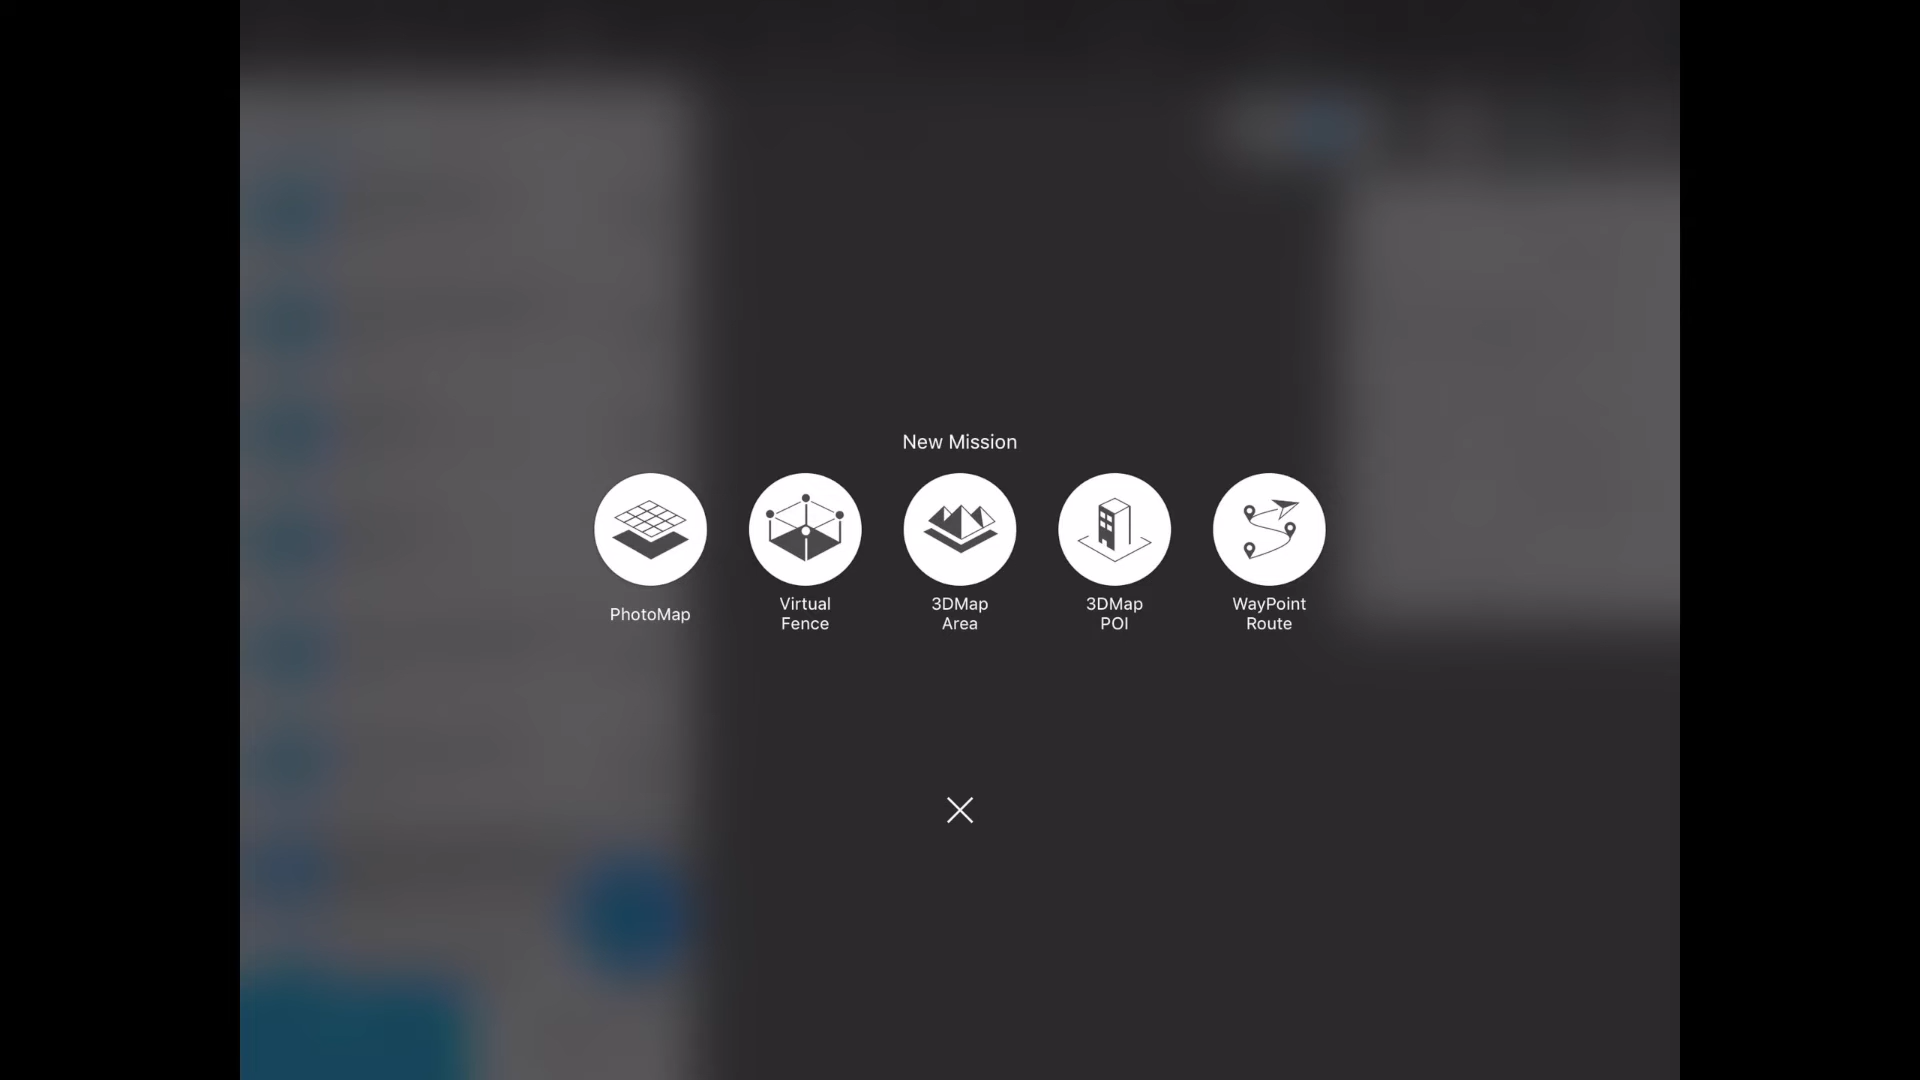 New Mission
PhotoMap
Virtual
Fence
3DMap
Area
3DMap
POI
WayPoint
Route